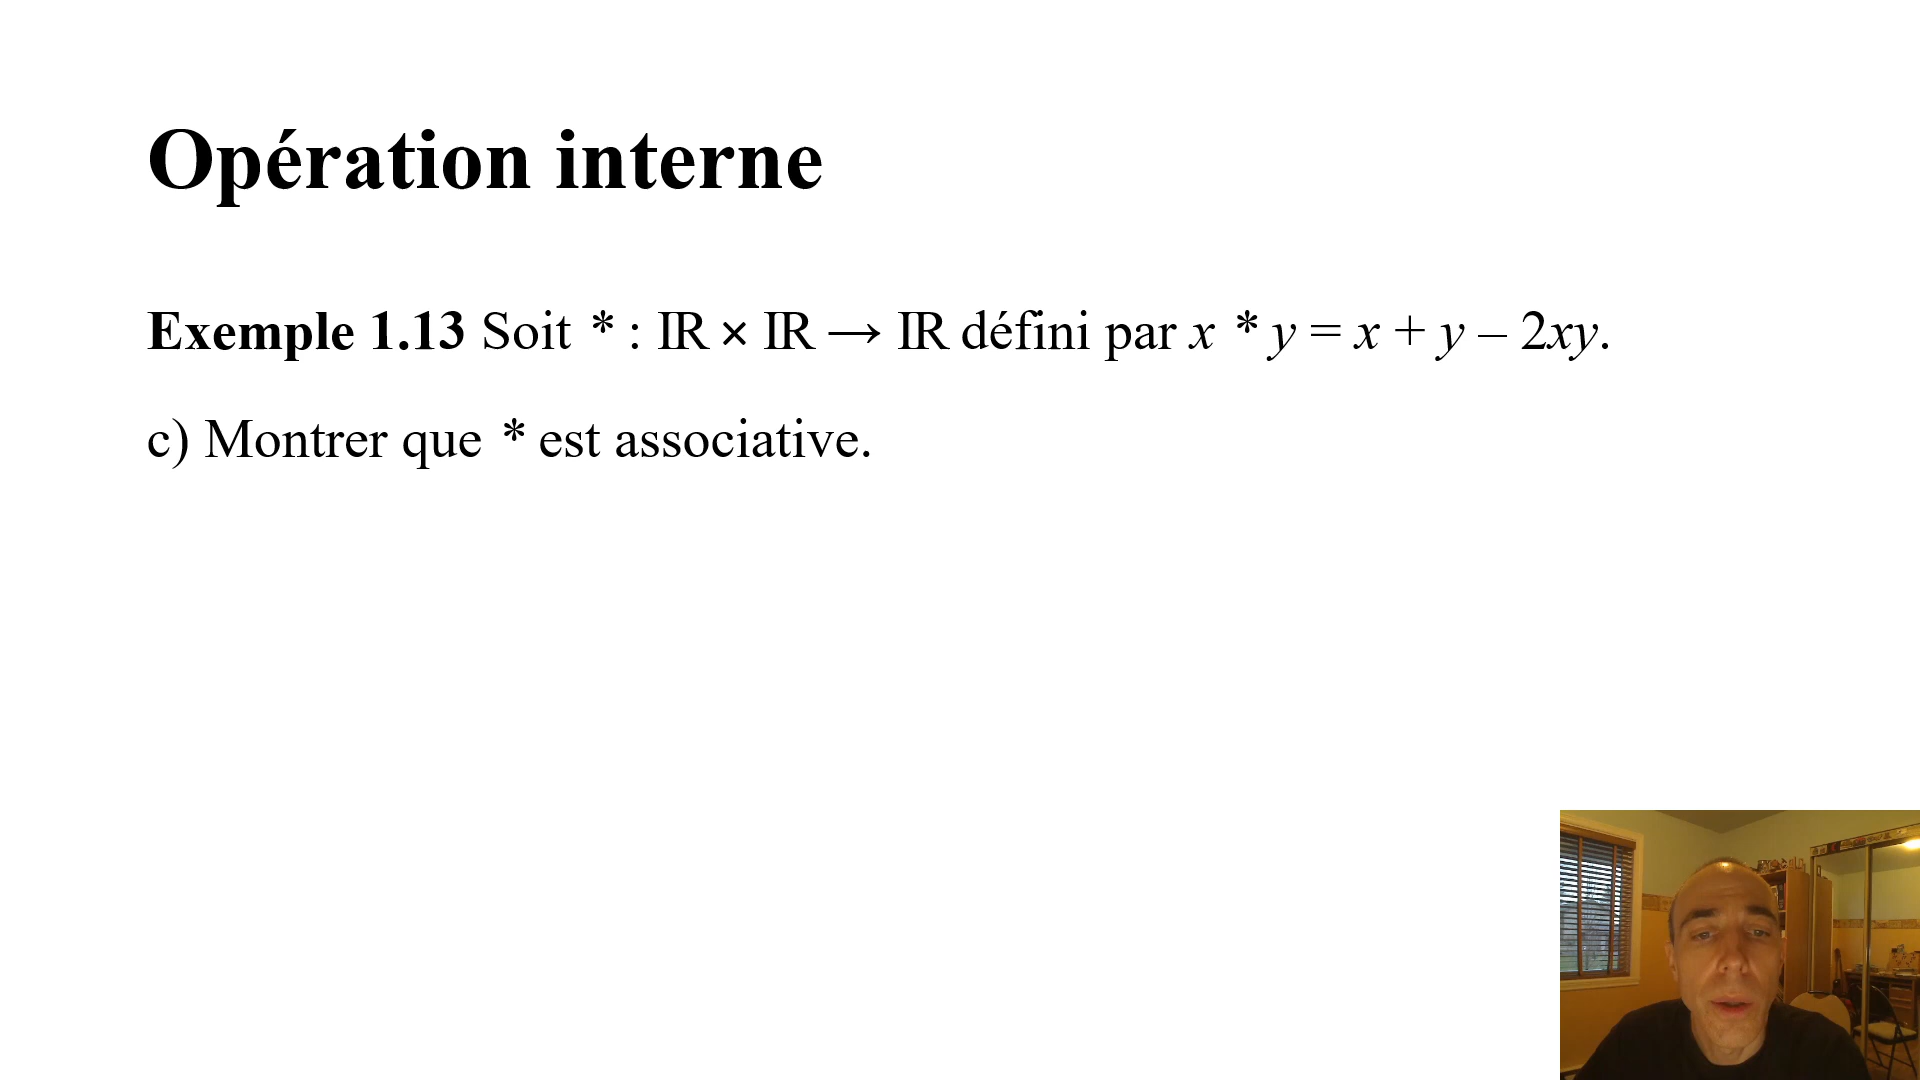 Opération interne
Exemple 1.13 Soit * : IR × IR → IR défini par x * y = x + y – 2xy.
c) Montrer que * est associative.